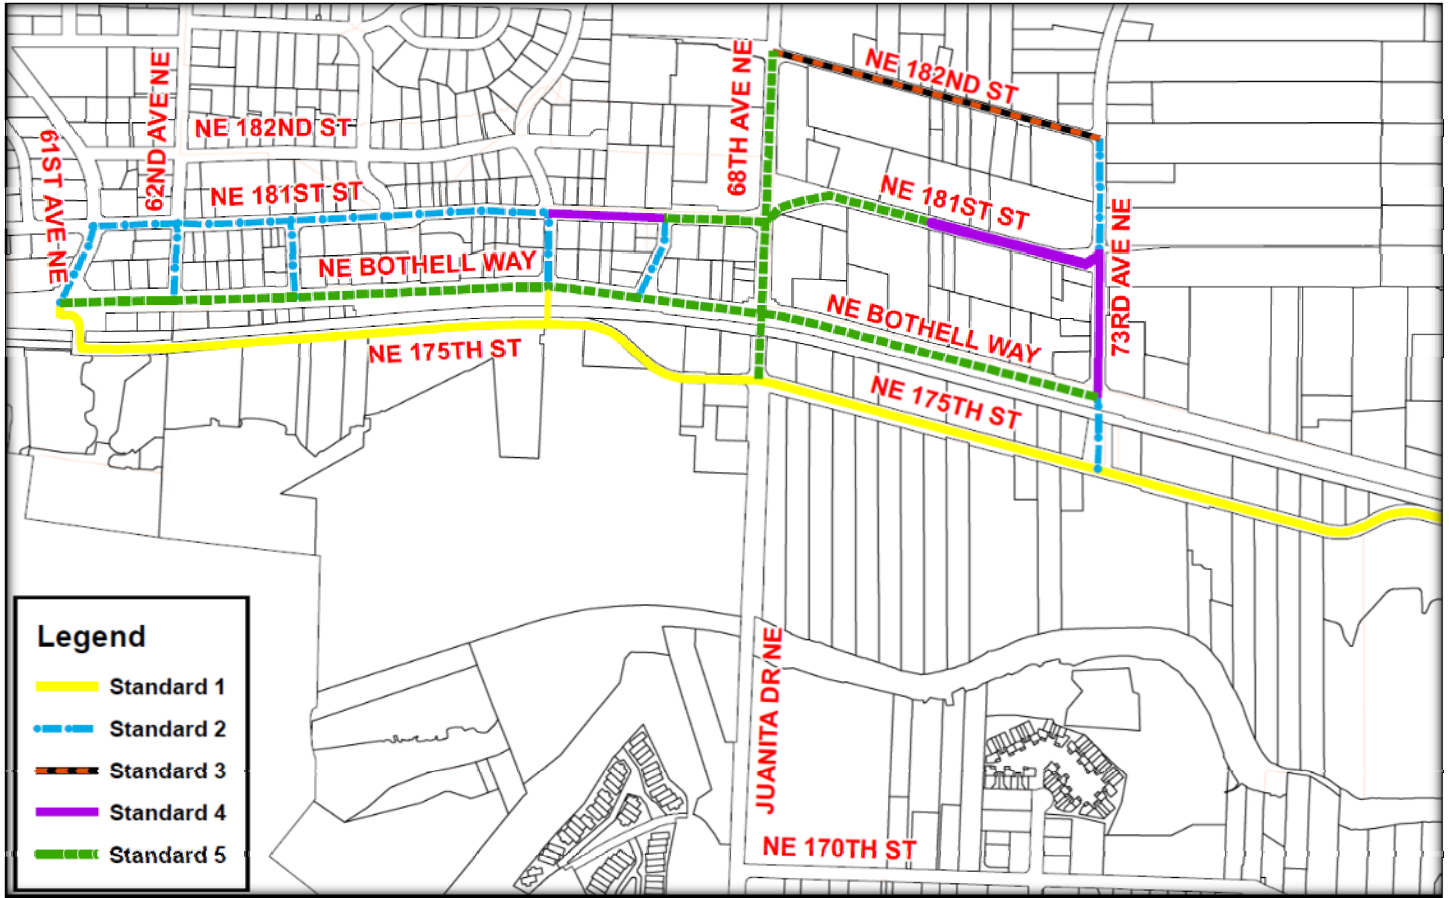 NE 182ND ST
68TH AVE NE
62ND AVE NE
NE 182ND ST
61ST AVE NE
NE 181ST ST
NE 181ST ST
73RD AVE NE
NE BOTHELL WAY
NE BOTHELL WAY
NE 175TH ST
NE 175TH ST
JUANITA DR NE
NE 170TH ST
Legend
Standard 1
Standard 2
Standard 3
Standard 4
Standard 5